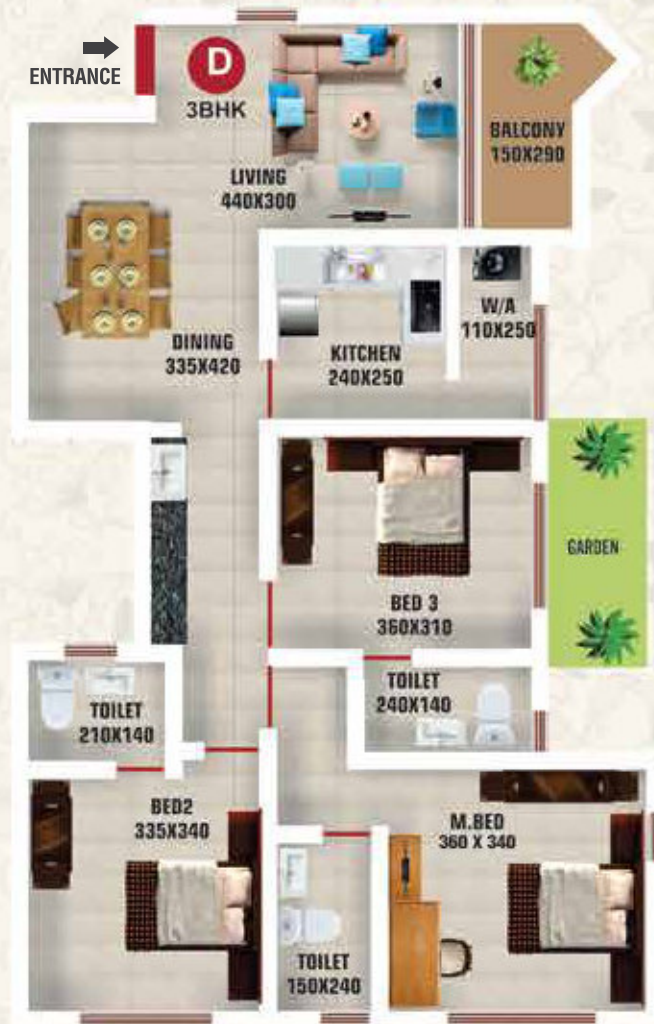 ENTRANCE
D
3BHK
LIVING
440X300
BALCONY
150X290
DINING
335X420
KITCHEN
240X250
W/A
110X250
GARDEN
BED 3
360X310
TOILET
210X140
TOILET
240X140
BED2
335X340
M.BED
360 X 340
TOILET
150X240